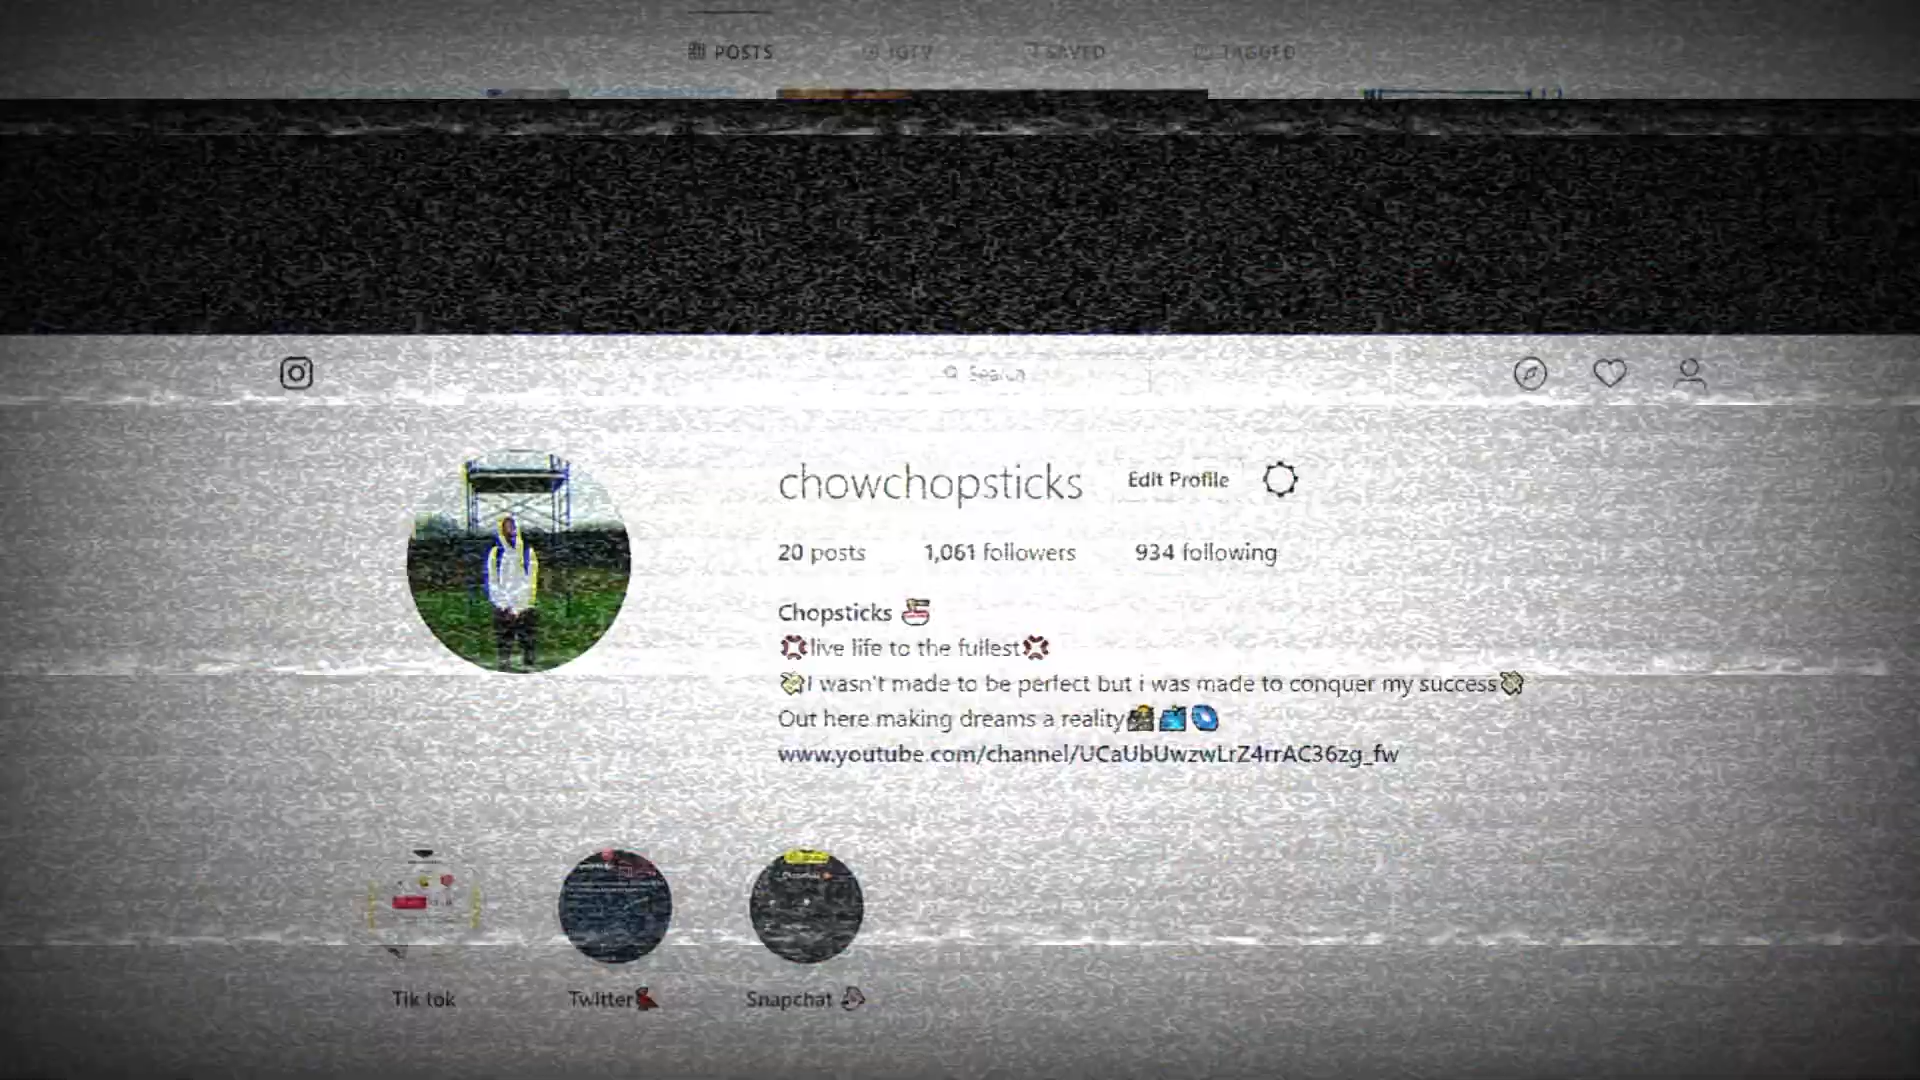 POSTS IGTV SAVED TAGGED
Search
chowchopsticks Edit Profile
20 posts 1,061 followers 934 following
Chopsticks
live life to the fullest
I wasn't made to be perfect but i was made to conquer my success
Out here making dreams a reality
www.youtube.com/channel/UCaUbUwzwLrZ4rrAC36zg_fw
Tik tok Twitter Snapchat